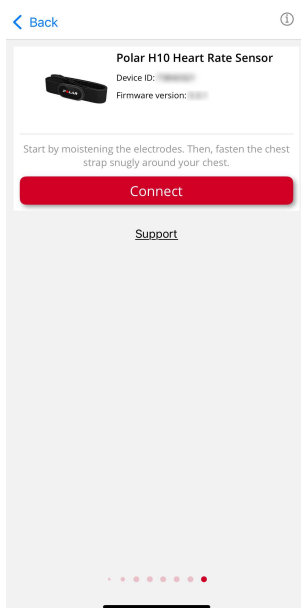 Back
Polar H10 Heart Rate Sensor
Device ID:
Firmware version:
Start by moistening the electrodes. Then, fasten the chest
strap snugly around your chest.
Connect
Support